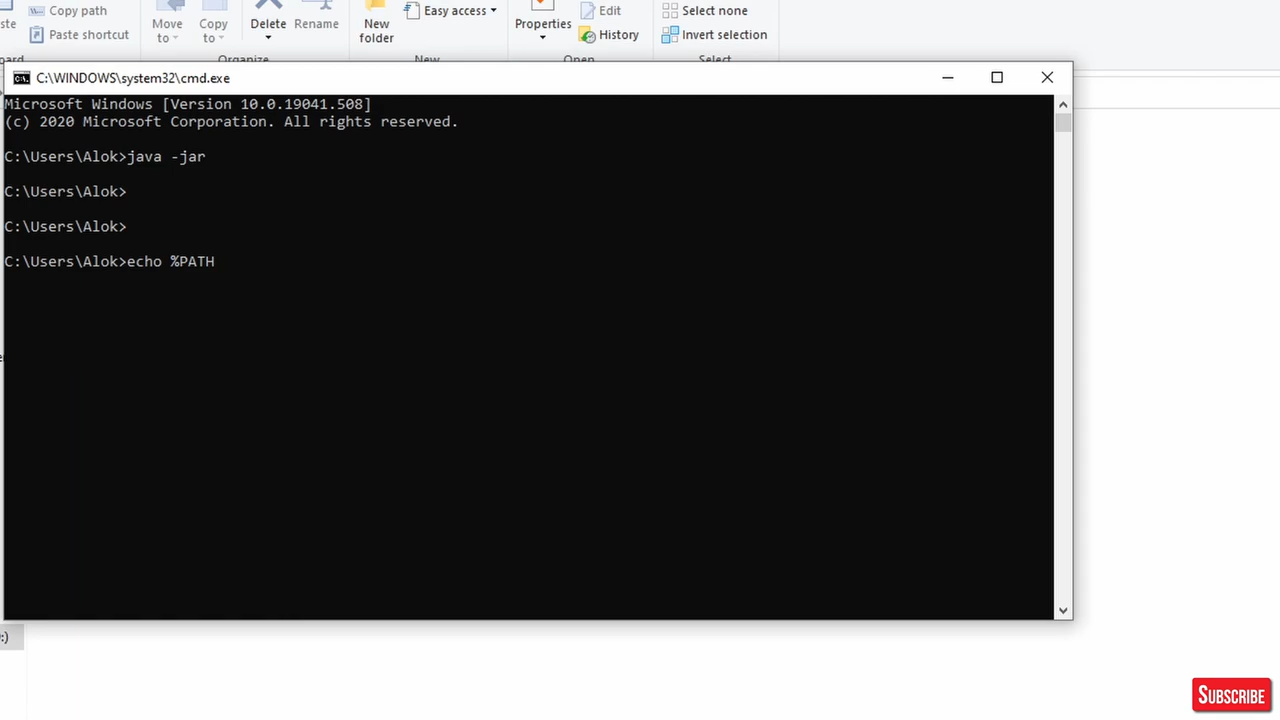 Copy path
Paste shortcut
Move to
Copy to
Delete
Rename
New folder
Easy access
Properties
Edit
History
Select none
Invert selection
Organize
New
Open
Select
C:\WINDOWS\system32\cmd.exe
Microsoft Windows [Version 10.0.19041.508]
(c) 2020 Microsoft Corporation. All rights reserved.
C:\Users\Alok>java -jar
C:\Users\Alok>
C:\Users\Alok>
C:\Users\Alok>echo %PATH
:)
SUBSCRIBE